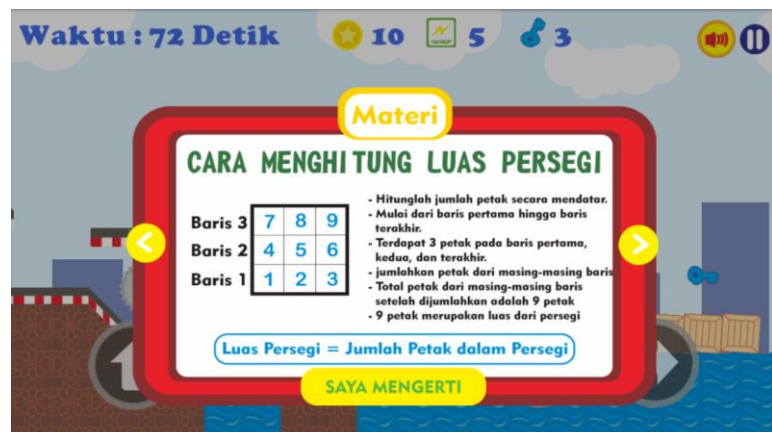 Waktu : 72 Detik 10 5 3
Materi
CARA MENGHITUNG LUAS PERSEGI
Baris 3 7 8 9
Baris 2 4 5 6
Baris 1 1 2 3
- Hitunglah jumlah petak secara mendatar.
- Mulai dari baris pertama hingga baris
terakhir.
- Terdapat 3 petak pada baris pertama,
kedua, dan terakhir.
- jumlahkan petak dari masing-masing baris
- Total petak dari masing-masing baris
setelah dijumlahkan adalah 9 petak
- 9 petak merupakan luas dari persegi
Luas Persegi = Jumlah Petak dalam Persegi
SAYA MENGERTI